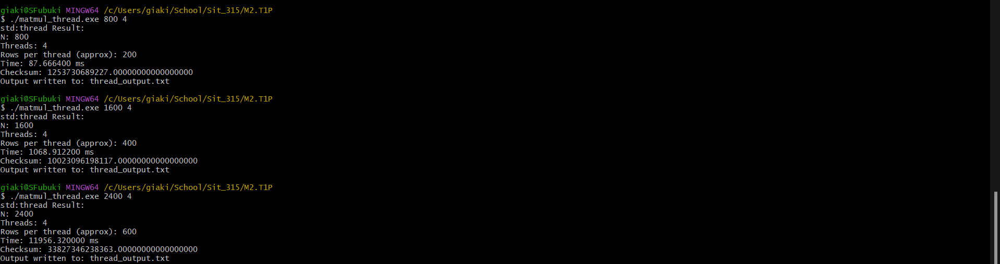 giaki@SFubuki MINGW64 /c/Users/giaki/School/Sit_315/M2.T1P
$ ./matmul_thread.exe 800 4
std:thread Result:
N: 800
Threads: 4
Rows per thread (approx): 200
Time: 87.666400 ms
Checksum: 1253730689227.00000000000000000
Output written to: thread_output.txt

giaki@SFubuki MINGW64 /c/Users/giaki/School/Sit_315/M2.T1P
$ ./matmul_thread.exe 1600 4
std:thread Result:
N: 1600
Threads: 4
Rows per thread (approx): 400
Time: 1068.912200 ms
Checksum: 10023096198117.00000000000000000
Output written to: thread_output.txt

giaki@SFubuki MINGW64 /c/Users/giaki/School/Sit_315/M2.T1P
$ ./matmul_thread.exe 2400 4
std:thread Result:
N: 2400
Threads: 4
Rows per thread (approx): 600
Time: 11956.320000 ms
Checksum: 33827346238363.00000000000000000
Output written to: thread_output.txt